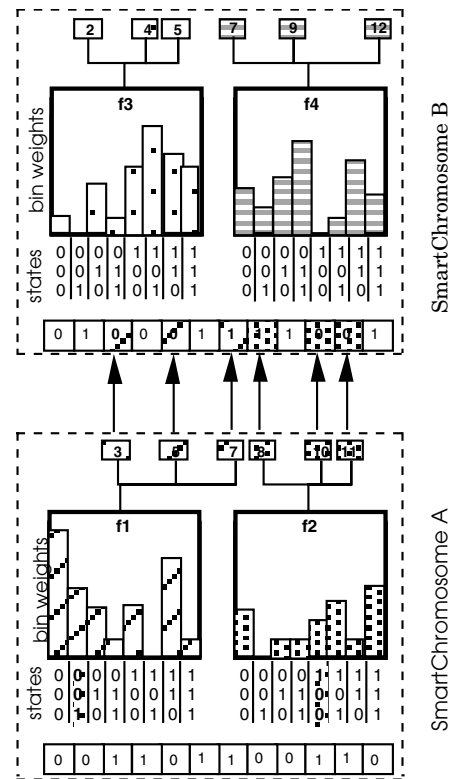 2 4 5 7 9 12
f3 f4
bin weights
SmartChromosome B
states
0 0 0 0 1 1 1 1 0 0 0 0 1 1 1 1
0 0 1 1 0 0 1 1 0 0 1 1 0 0 1 1
0 1 0 1 0 1 0 1 0 1 0 1 0 1 0 1
0 1 0 0 0 1 1 1 1 0 0 1
3 6 7 8 10 11
f1 f2
bin weights
SmartChromosome A
states
0 0 0 0 1 1 1 1 0 0 0 0 1 1 1 1
0 0 1 1 0 0 1 1 0 0 1 1 0 0 1 1
0 1 0 1 0 1 0 1 0 1 0 1 0 1 0 1
0 0 1 1 0 1 1 0 0 1 1 0